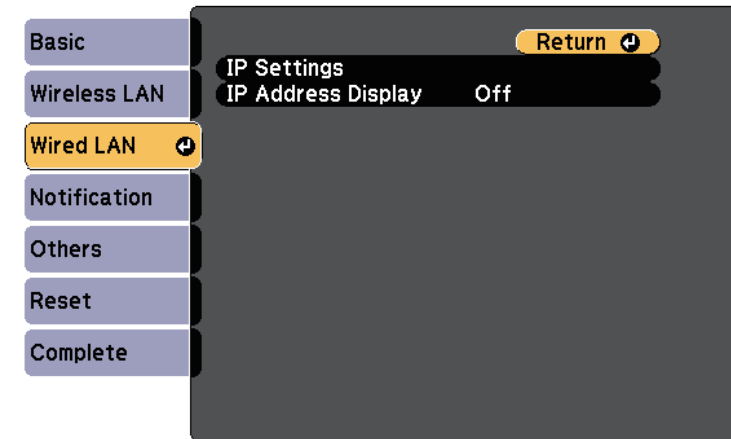 Basic
Wireless LAN
Wired LAN
Notification
Others
Reset
Complete
Return
IP Settings
IP Address Display Off